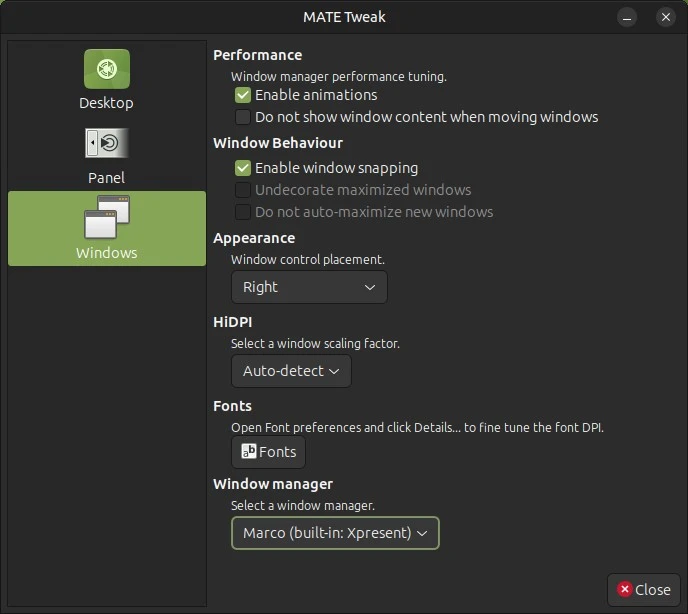 MATE Tweak
Desktop
Panel
Windows
Performance
Window manager performance tuning.
Enable animations
Do not show window content when moving windows
Window Behaviour
Enable window snapping
Undecorate maximized windows
Do not auto-maximize new windows
Appearance
Window control placement.
Right
HiDPI
Select a window scaling factor.
Auto-detect
Fonts
Open Font preferences and click Details... to fine tune the font DPI.
Fonts
Window manager
Select a window manager.
Marco (built-in: Xpresent)
Close